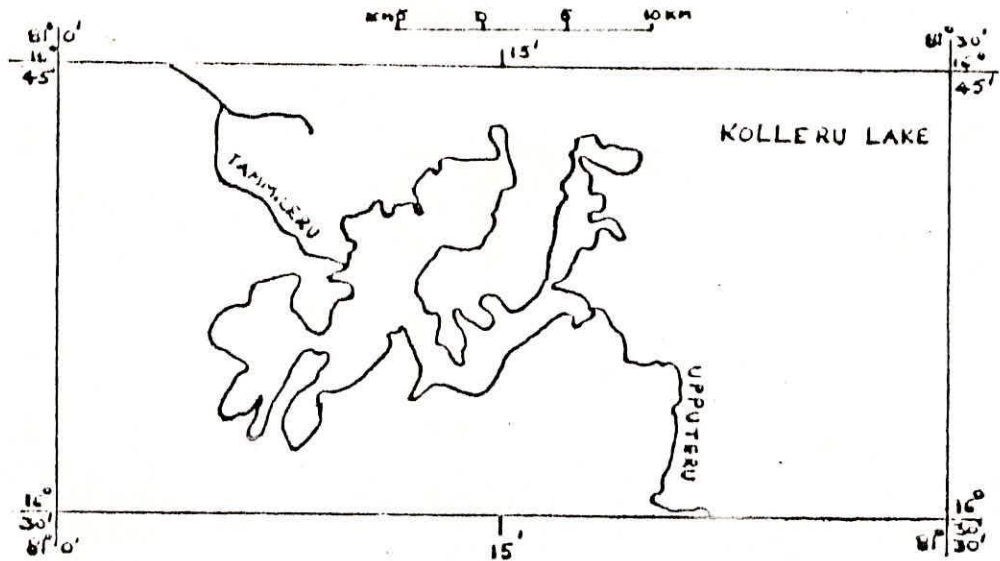 KM 5 0 5 10 KM
81° 0' 15' 81° 30'
16° 45' 16° 45'
KOLLERU LAKE
TAMMILERU
UPPUTERU
16° 30' 16° 30'
81° 0' 15' 81° 30'